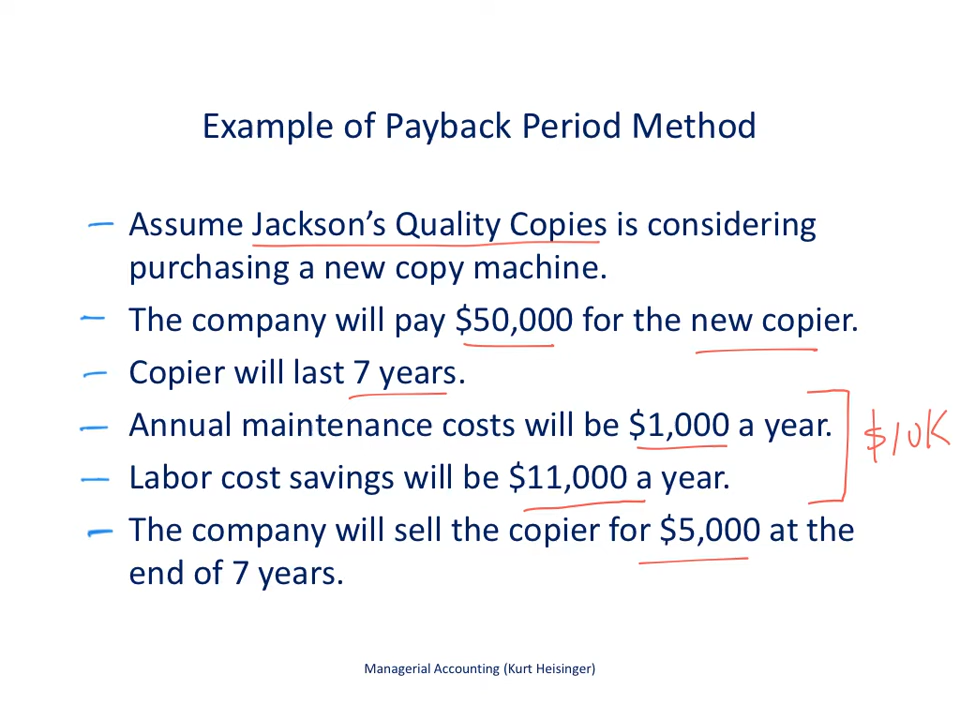 Example of Payback Period Method
Assume Jackson’s Quality Copies is considering
purchasing a new copy machine.
The company will pay $50,000 for the new copier.
Copier will last 7 years.
Annual maintenance costs will be $1,000 a year.
$10K
Labor cost savings will be $11,000 a year.
The company will sell the copier for $5,000 at the
end of 7 years.
Managerial Accounting (Kurt Heisinger)